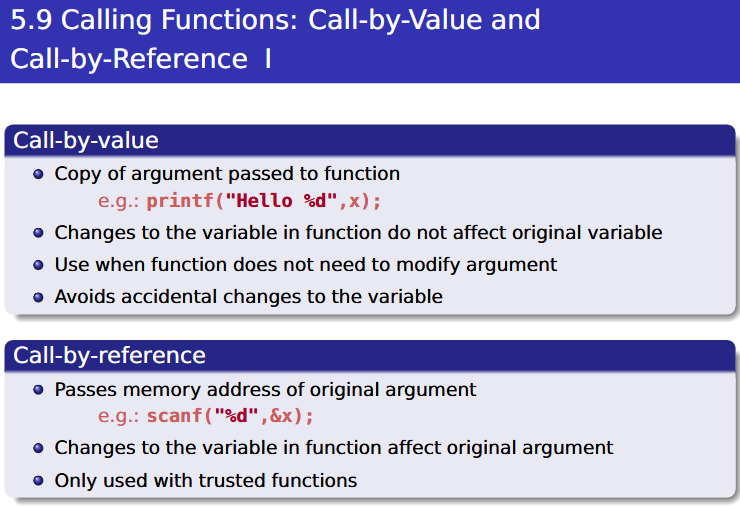 5.9 Calling Functions: Call-by-Value and
Call-by-Reference I
Call-by-value
Copy of argument passed to function
e.g.: printf("Hello %d",x);
Changes to the variable in function do not affect original variable
Use when function does not need to modify argument
Avoids accidental changes to the variable
Call-by-reference
Passes memory address of original argument
e.g.: scanf("%d",&x);
Changes to the variable in function affect original argument
Only used with trusted functions